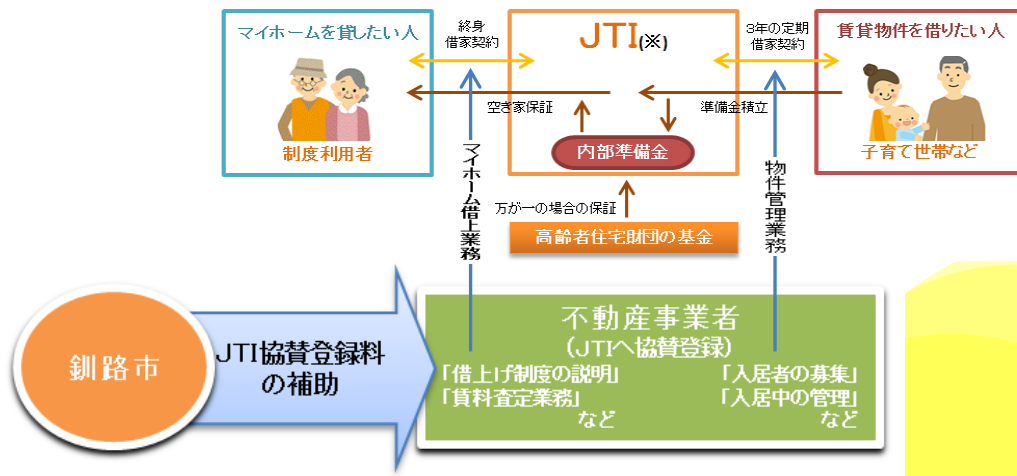 マイホームを貸したい人
制度利用者
終身
借家契約
空き家保証
JTI(※)
内部準備金
3年の定期
借家契約
準備金積立
賃貸物件を借りたい人
子育て世帯など
万が一の場合の保証
高齢者住宅財団の基金
マイホーム借上業務
物件管理業務
釧路市
JTI協賛登録料
の補助
不動産事業者
(JTIへ協賛登録)
「借上げ制度の説明」
「賃料査定業務」
など
「入居者の募集」
「入居中の管理」
など